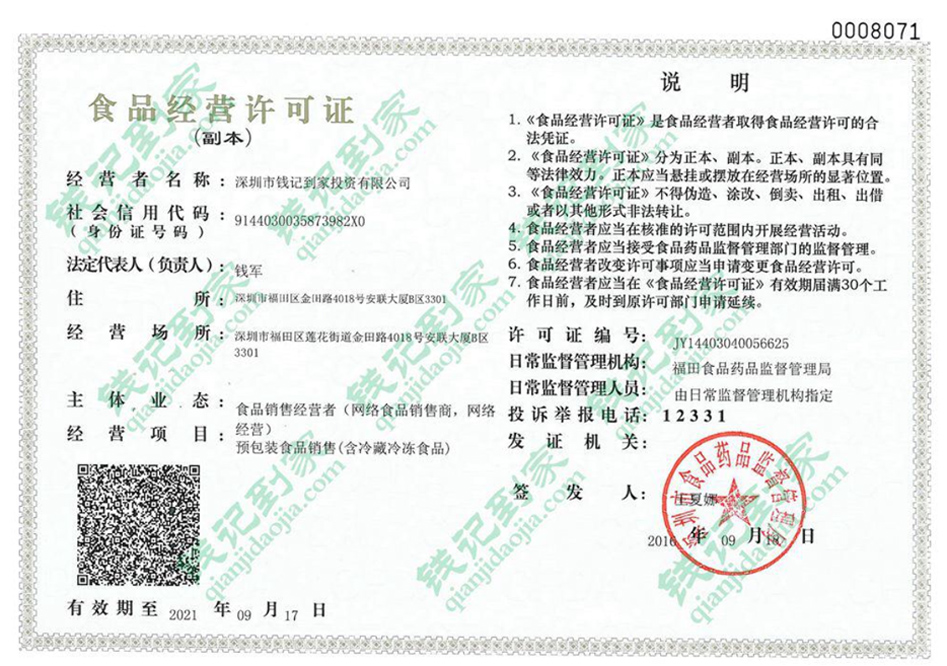 0008071
食品经营许可证
(副本)
经营者名称：深圳市钱记到家投资有限公司
社会信用代码：9144030035873982X0
(身份证号码)
法定代表人(负责人)：钱军
住所：深圳市福田区金田路4018号安联大厦B区3301
经营场所：深圳市福田区莲花街道金田路4018号安联大厦B区
3301
主体业态：食品销售经营者（网络食品销售商，网络
经营）
经营项目：预包装食品销售(含冷藏冷冻食品)
有效期至 2021 年 09 月 17 日
说明
1.《食品经营许可证》是食品经营者取得食品经营许可的合
法凭证。
2.《食品经营许可证》分为正本、副本。正本、副本具有同
等法律效力。正本应当悬挂或摆放在经营场所的显著位置。
3.《食品经营许可证》不得伪造、涂改、倒卖、出租、出借
或者以其他形式非法转让。
4.食品经营者应当在核准的许可范围内开展经营活动。
5.食品经营者应当接受食品药品监督管理部门的监督管理。
6.食品经营者改变许可事项应当申请变更食品经营许可。
7.食品经营者应当在《食品经营许可证》有效期届满30个工
作日前，及时到原许可部门申请延续。
许可证编号：JY14403040056625
日常监督管理机构：福田食品药品监督管理局
日常监督管理人员：由日常监督管理机构指定
投诉举报电话：12331
发证机关：
深圳市食品药品监督管理局
签发人：王夏娜
2016 年 09 月 18 日
钱记到家
qianjidaojia.com
钱记到家
qianjidaojia.com
钱记到家
qianjidaojia.com
钱记到家
qianjidaojia.com
钱记到家
qianjidaojia.com
钱记到家
qianjidaojia.com
钱记到家
qianjidaojia.com
钱记到家
qianjidaojia.com
钱记到家
qianjidaojia.com